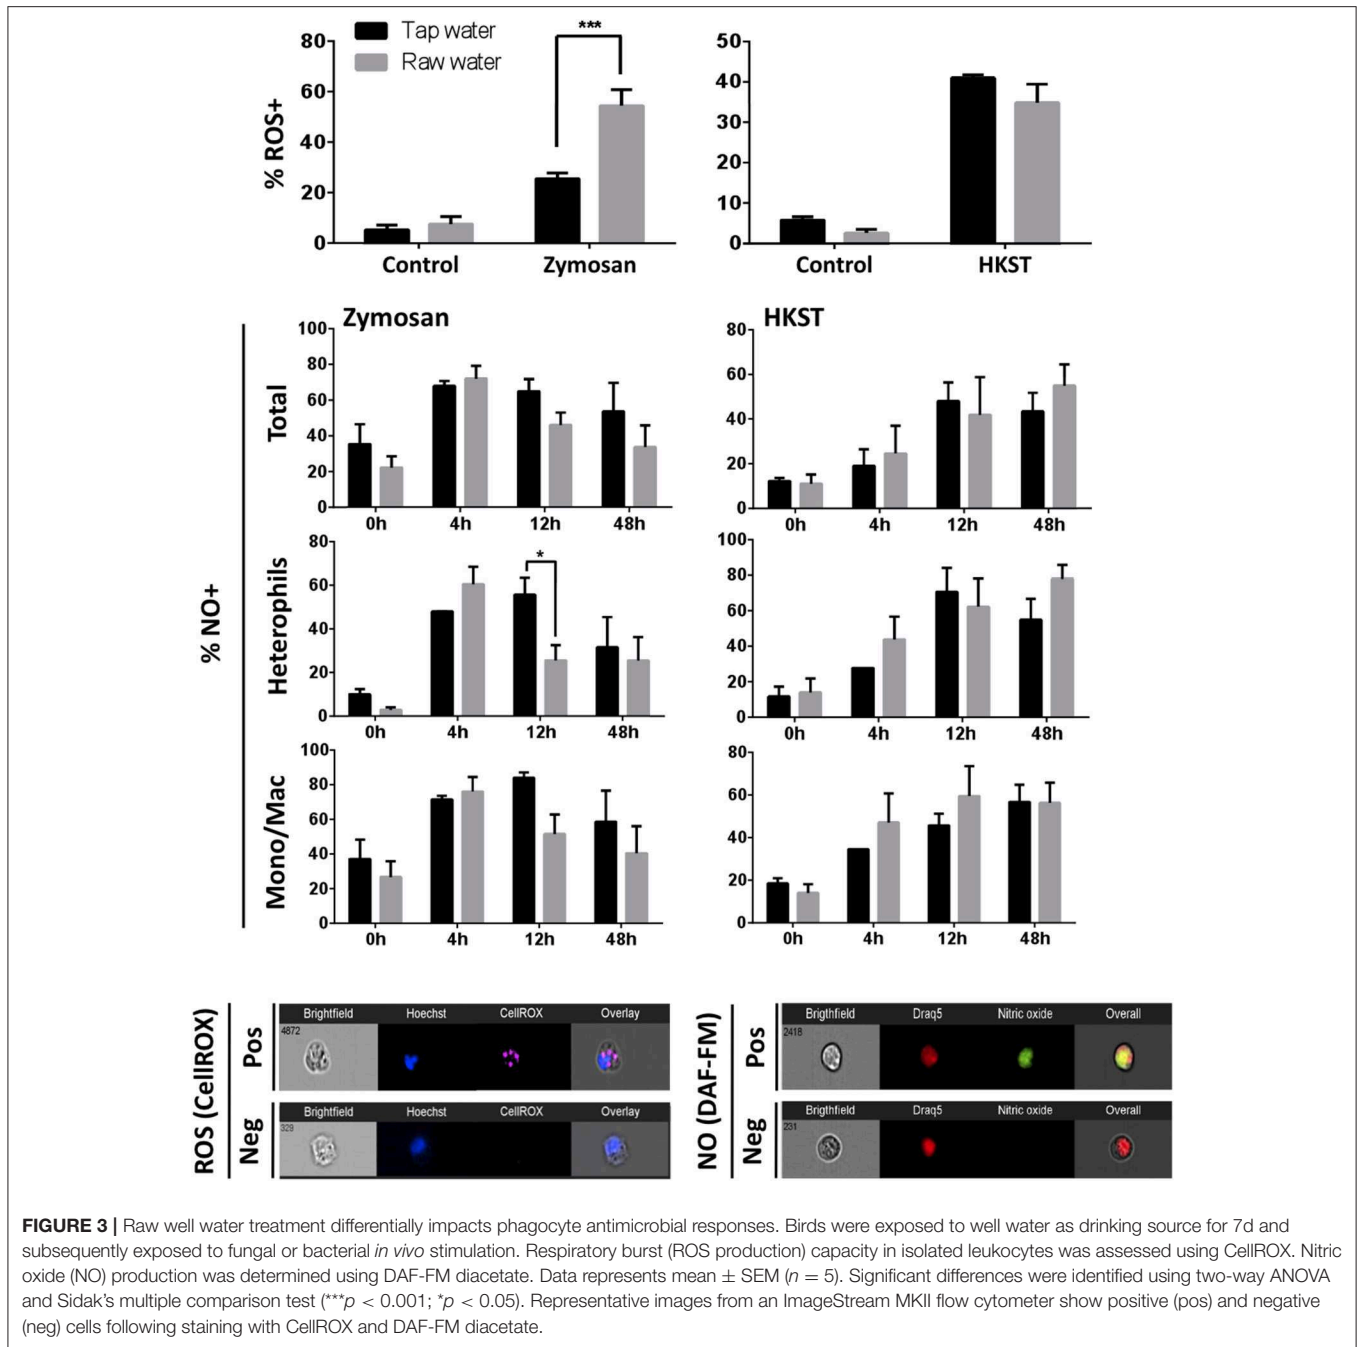 Tap water
Raw water
***
% ROS+
80
60
40
20
0
Control
Zymosan
50
40
30
20
10
0
Control
HKST
% NO+
Total
Zymosan
100
80
60
40
20
0
0h
4h
12h
48h
HKST
80
60
40
20
0
0h
4h
12h
48h
Heterophils
80
60
40
20
0
*
0h
4h
12h
48h
100
80
60
40
20
0
0h
4h
12h
48h
Mono/Mac
100
80
60
40
20
0
0h
4h
12h
48h
80
60
40
20
0
0h
4h
12h
48h
ROS (CellROX)
Pos
Brightfield Hoechst CellROX Overlay
4872
Neg
Brightfield Hoechst CellROX Overlay
329
NO (DAF-FM)
Pos
Brigthfield Draq5 Nitric oxide Overall
2418
Neg
Brigthfield Draq5 Nitric oxide Overall
231
FIGURE 3 | Raw well water treatment differentially impacts phagocyte antimicrobial responses. Birds were exposed to well water as drinking source for 7d and
subsequently exposed to fungal or bacterial in vivo stimulation. Respiratory burst (ROS production) capacity in isolated leukocytes was assessed using CellROX. Nitric
oxide (NO) production was determined using DAF-FM diacetate. Data represents mean ± SEM (n = 5). Significant differences were identified using two-way ANOVA
and Sidak's multiple comparison test (***p < 0.001; *p < 0.05). Representative images from an ImageStream MKII flow cytometer show positive (pos) and negative
(neg) cells following staining with CellROX and DAF-FM diacetate.